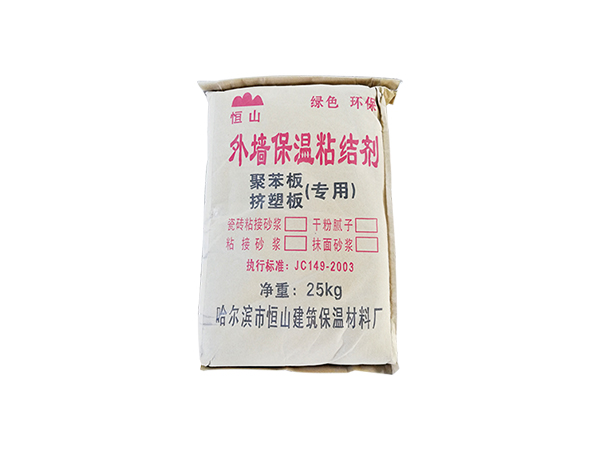 绿色 环保
恒山
外墙保温粘结剂
聚苯板
挤塑板
(专用)
瓷砖粘接砂浆 干粉腻子
粘接砂浆 抹面砂浆
执行标准：JC149-2003
净重：25kg
哈尔滨市恒山建筑保温材料厂